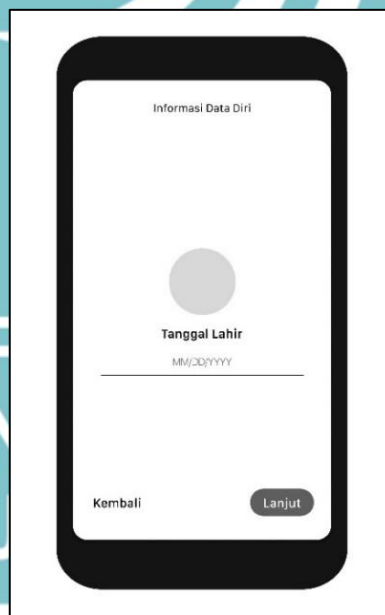 Informasi Data Diri
Tanggal Lahir
MM/DD/YYYY
Kembali
Lanjut